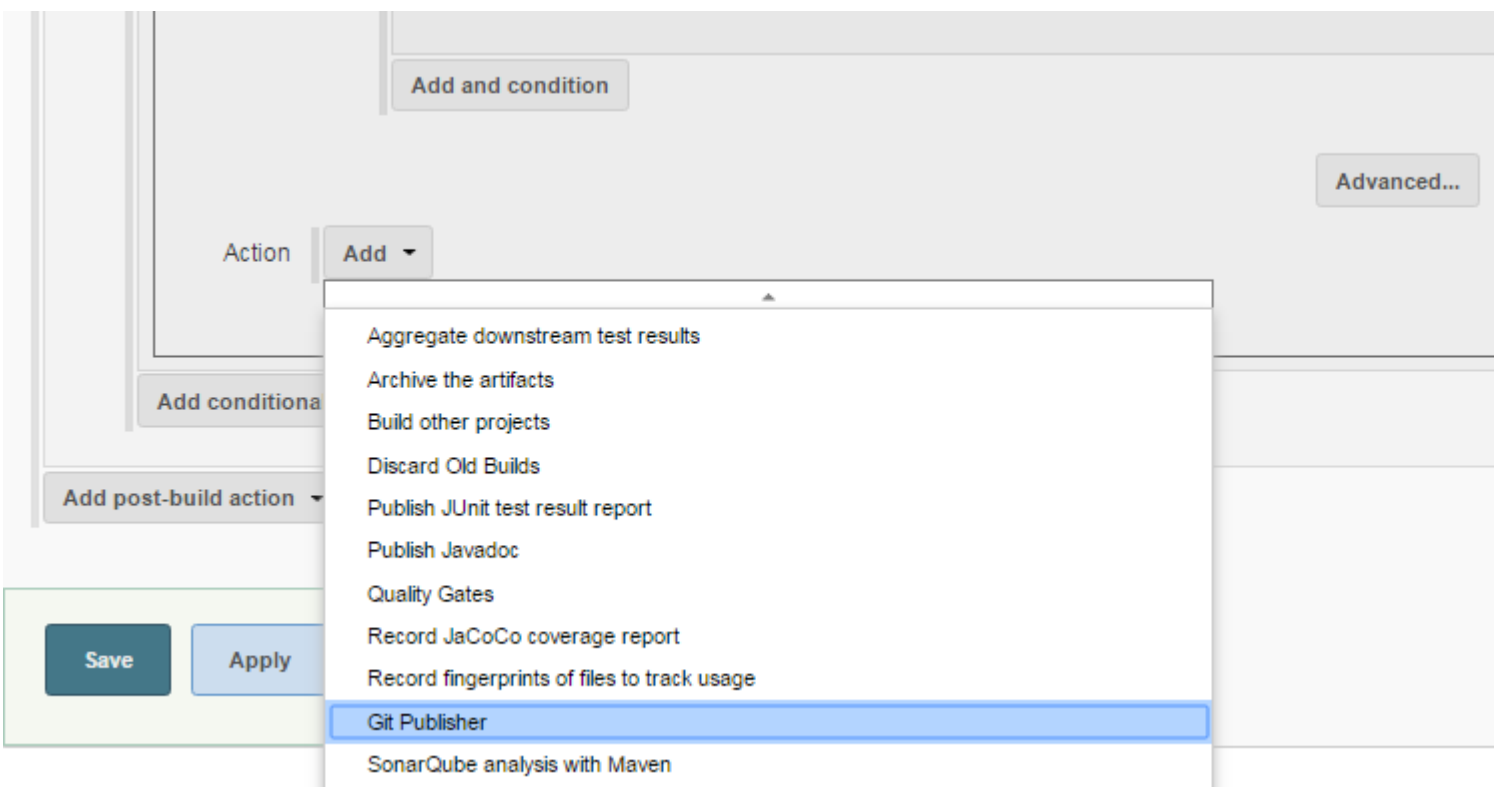 Add and condition
Advanced...
Action
Add
Aggregate downstream test results
Archive the artifacts
Add conditiona
Build other projects
Discard Old Builds
Add post-build action
Publish JUnit test result report
Publish Javadoc
Quality Gates
Record JaCoCo coverage report
Save
Apply
Record fingerprints of files to track usage
Git Publisher
SonarQube analysis with Maven